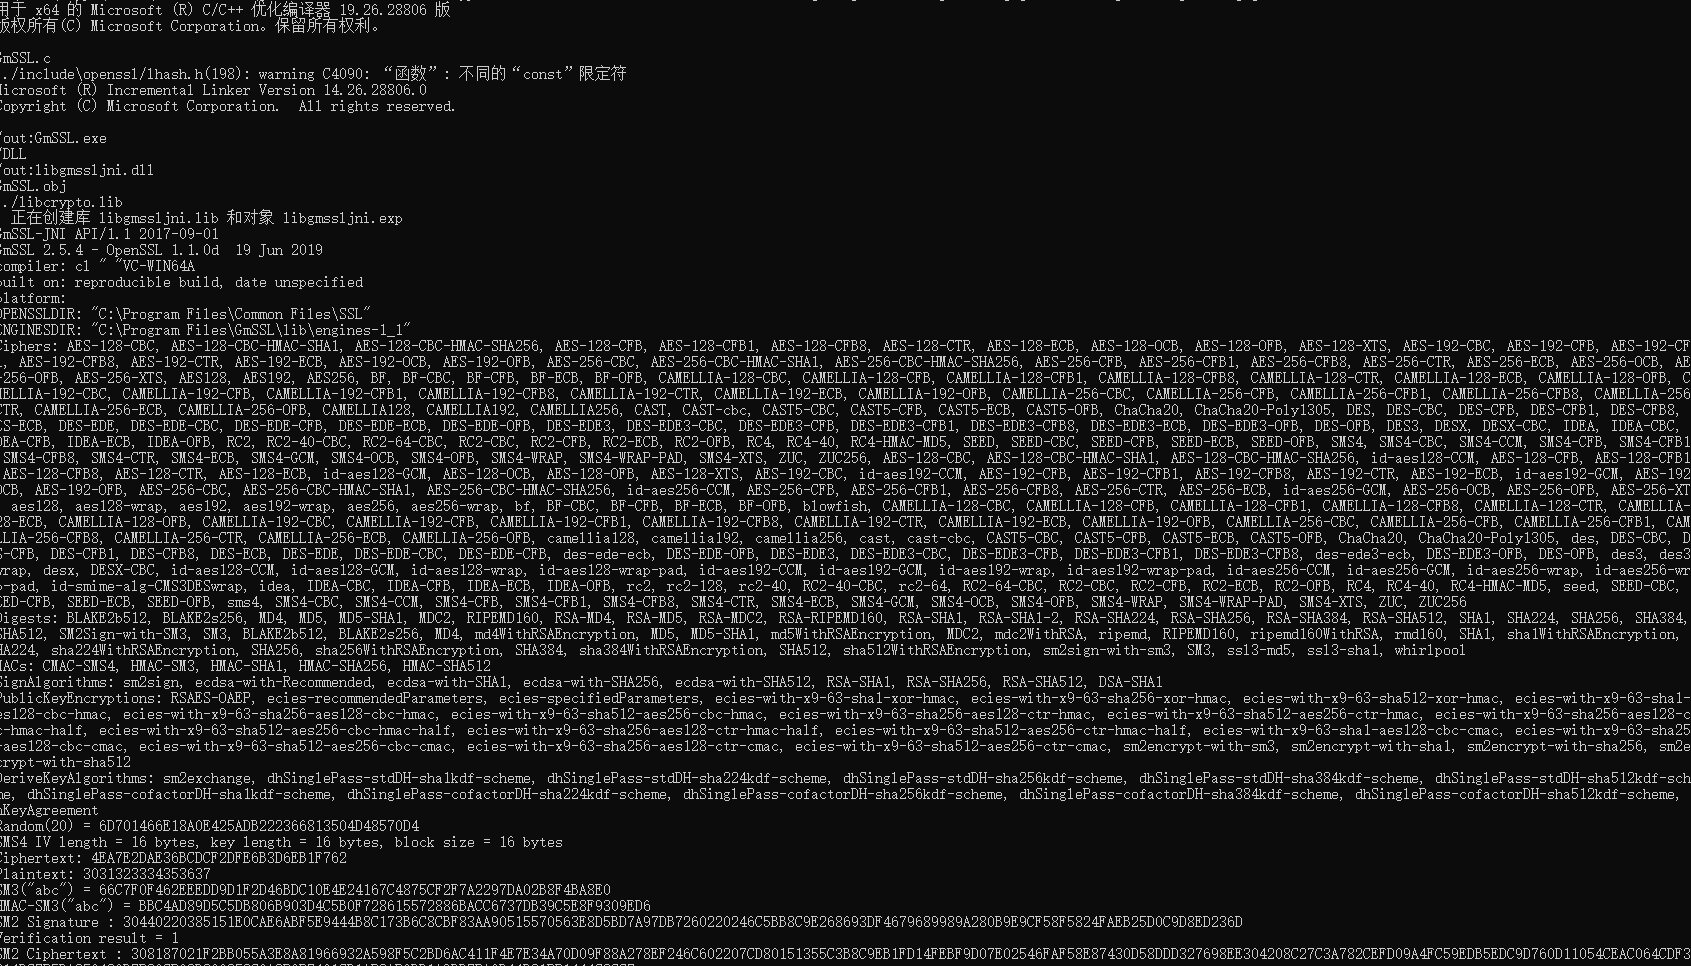 用于 x64 的 Microsoft (R) C/C++ 优化编译器 19.26.28806 版
版权所有(C) Microsoft Corporation。保留所有权利。
GmSSL.c
../include\openssl/lhash.h(198): warning C4090: “函数”: 不同的“const”限定符
Microsoft (R) Incremental Linker Version 14.26.28806.0
Copyright (C) Microsoft Corporation.  All rights reserved.
/out:GmSSL.exe
/DLL
/out:libgmssljni.dll
GmSSL.obj
../libcrypto.lib
正在创建库 libgmssljni.lib 和对象 libgmssljni.exp
GmSSL-JNI API/1.1 2017-09-01
GmSSL 2.5.4 - OpenSSL 1.1.0d  19 Jun 2019
compiler: cl " "VC-WIN64A
built on: reproducible build, date unspecified
platform:
OPENSSLDIR: "C:\Program Files\Common Files\SSL"
ENGINESDIR: "C:\Program Files\GmSSL\lib\engines-1_1"
Ciphers: AES-128-CBC, AES-128-CBC-HMAC-SHA1, AES-128-CBC-HMAC-SHA256, AES-128-CFB, AES-128-CFB1, AES-128-CFB8, AES-128-CTR, AES-128-ECB, AES-128-OCB, AES-128-OFB, AES-128-XTS, AES-192-CBC, AES-192-CFB, AES-192-CF
, AES-192-CFB8, AES-192-CTR, AES-192-ECB, AES-192-OCB, AES-192-OFB, AES-256-CBC, AES-256-CBC-HMAC-SHA1, AES-256-CBC-HMAC-SHA256, AES-256-CFB, AES-256-CFB1, AES-256-CFB8, AES-256-CTR, AES-256-ECB, AES-256-OCB, AE
-256-OFB, AES-256-XTS, AES128, AES192, AES256, BF, BF-CBC, BF-CFB, BF-ECB, BF-OFB, CAMELLIA-128-CBC, CAMELLIA-128-CFB, CAMELLIA-128-CFB1, CAMELLIA-128-CFB8, CAMELLIA-128-CTR, CAMELLIA-128-ECB, CAMELLIA-128-OFB, C
MELLIA-192-CBC, CAMELLIA-192-CFB, CAMELLIA-192-CFB1, CAMELLIA-192-CFB8, CAMELLIA-192-CTR, CAMELLIA-192-ECB, CAMELLIA-192-OFB, CAMELLIA-256-CBC, CAMELLIA-256-CFB, CAMELLIA-256-CFB1, CAMELLIA-256-CFB8, CAMELLIA-256
CTR, CAMELLIA-256-ECB, CAMELLIA-256-OFB, CAMELLIA128, CAMELLIA192, CAMELLIA256, CAST, CAST-cbc, CAST5-CBC, CAST5-CFB, CAST5-ECB, CAST5-OFB, ChaCha20, ChaCha20-Poly1305, DES, DES-CBC, DES-CFB, DES-CFB1, DES-CFB8,
ES-ECB, DES-EDE, DES-EDE-CBC, DES-EDE-CFB, DES-EDE-ECB, DES-EDE-OFB, DES-EDE3, DES-EDE3-CBC, DES-EDE3-CFB, DES-EDE3-CFB1, DES-EDE3-CFB8, DES-EDE3-ECB, DES-EDE3-OFB, DES-OFB, DES3, DESX, DESX-CBC, IDEA, IDEA-CBC,
DEA-CFB, IDEA-ECB, IDEA-OFB, RC2, RC2-40-CBC, RC2-64-CBC, RC2-CBC, RC2-CFB, RC2-ECB, RC2-OFB, RC4, RC4-40, RC4-HMAC-MD5, SEED, SEED-CBC, SEED-CFB, SEED-ECB, SEED-OFB, SMS4, SMS4-CBC, SMS4-CCM, SMS4-CFB, SMS4-CFB1
SMS4-CFB8, SMS4-CTR, SMS4-ECB, SMS4-GCM, SMS4-OCB, SMS4-OFB, SMS4-WRAP, SMS4-WRAP-PAD, SMS4-XTS, ZUC, ZUC256, AES-128-CBC, AES-128-CBC-HMAC-SHA1, AES-128-CBC-HMAC-SHA256, id-aes128-CCM, AES-128-CFB, AES-128-CFB1
AES-128-CFB8, AES-128-CTR, AES-128-ECB, id-aes128-GCM, AES-128-OCB, AES-128-OFB, AES-128-XTS, AES-192-CBC, id-aes192-CCM, AES-192-CFB, AES-192-CFB1, AES-192-CFB8, AES-192-CTR, AES-192-ECB, id-aes192-GCM, AES-192
OCB, AES-192-OFB, AES-256-CBC, AES-256-CBC-HMAC-SHA1, AES-256-CBC-HMAC-SHA256, id-aes256-CCM, AES-256-CFB, AES-256-CFB1, AES-256-CFB8, AES-256-CTR, AES-256-ECB, id-aes256-GCM, AES-256-OCB, AES-256-OFB, AES-256-XT
aes128, aes128-wrap, aes192, aes192-wrap, aes256, aes256-wrap, bf, BF-CBC, BF-CFB, BF-ECB, BF-OFB, blowfish, CAMELLIA-128-CBC, CAMELLIA-128-CFB, CAMELLIA-128-CFB1, CAMELLIA-128-CFB8, CAMELLIA-128-CTR, CAMELLIA-
28-ECB, CAMELLIA-128-OFB, CAMELLIA-192-CBC, CAMELLIA-192-CFB, CAMELLIA-192-CFB1, CAMELLIA-192-CFB8, CAMELLIA-192-CTR, CAMELLIA-192-ECB, CAMELLIA-192-OFB, CAMELLIA-256-CBC, CAMELLIA-256-CFB, CAMELLIA-256-CFB1, CAM
LLIA-256-CFB8, CAMELLIA-256-CTR, CAMELLIA-256-ECB, CAMELLIA-256-OFB, camellia128, camellia192, camellia256, cast, cast-cbc, CAST5-CBC, CAST5-CFB, CAST5-ECB, CAST5-OFB, ChaCha20, ChaCha20-Poly1305, des, DES-CBC, D
S-CFB, DES-CFB1, DES-CFB8, DES-ECB, DES-EDE, DES-EDE-CBC, DES-EDE-CFB, des-ede-ecb, DES-EDE-OFB, DES-EDE3, DES-EDE3-CBC, DES-EDE3-CFB, DES-EDE3-CFB1, DES-EDE3-CFB8, des-ede3-ecb, DES-EDE3-OFB, DES-OFB, des3, des3
wrap, desx, DESX-CBC, id-aes128-CCM, id-aes128-GCM, id-aes128-wrap, id-aes128-wrap-pad, id-aes192-CCM, id-aes192-GCM, id-aes192-wrap, id-aes192-wrap-pad, id-aes256-CCM, id-aes256-GCM, id-aes256-wrap, id-aes256-wr
p-pad, id-smime-alg-CMS3DESwrap, idea, IDEA-CBC, IDEA-CFB, IDEA-ECB, IDEA-OFB, rc2, rc2-128, rc2-40, RC2-40-CBC, rc2-64, RC2-64-CBC, RC2-CBC, RC2-CFB, RC2-ECB, RC2-OFB, RC4, RC4-40, RC4-HMAC-MD5, seed, SEED-CBC,
EED-CFB, SEED-ECB, SEED-OFB, sms4, SMS4-CBC, SMS4-CCM, SMS4-CFB, SMS4-CFB1, SMS4-CFB8, SMS4-CTR, SMS4-ECB, SMS4-GCM, SMS4-OCB, SMS4-OFB, SMS4-WRAP, SMS4-WRAP-PAD, SMS4-XTS, ZUC, ZUC256
Digests: BLAKE2b512, BLAKE2s256, MD4, MD5, MD5-SHA1, MDC2, RIPEMD160, RSA-MD4, RSA-MD5, RSA-MDC2, RSA-RIPEMD160, RSA-SHA1, RSA-SHA1-2, RSA-SHA224, RSA-SHA256, RSA-SHA384, RSA-SHA512, SHA1, SHA224, SHA256, SHA384,
SHA512, SM2Sign-with-SM3, SM3, BLAKE2b512, BLAKE2s256, MD4, md4WithRSAEncryption, MD5, MD5-SHA1, md5WithRSAEncryption, MDC2, mdc2WithRSA, ripemd, RIPEMD160, ripemd160WithRSA, rmd160, SHA1, sha1WithRSAEncryption,
HA224, sha224WithRSAEncryption, SHA256, sha256WithRSAEncryption, SHA384, sha384WithRSAEncryption, SHA512, sha512WithRSAEncryption, sm2sign-with-sm3, SM3, ssl3-md5, ssl3-sha1, whirlpool
MACs: CMAC-SMS4, HMAC-SM3, HMAC-SHA1, HMAC-SHA256, HMAC-SHA512
SignAlgorithms: sm2sign, ecdsa-with-Recommended, ecdsa-with-SHA1, ecdsa-with-SHA256, ecdsa-with-SHA512, RSA-SHA1, RSA-SHA256, RSA-SHA512, DSA-SHA1
PublicKeyEncryptions: RSAES-OAEP, ecies-recommendedParameters, ecies-specifiedParameters, ecies-with-x9-63-sha1-xor-hmac, ecies-with-x9-63-sha256-xor-hmac, ecies-with-x9-63-sha512-xor-hmac, ecies-with-x9-63-sha1-
es128-cbc-hmac, ecies-with-x9-63-sha256-aes128-cbc-hmac, ecies-with-x9-63-sha512-aes256-cbc-hmac, ecies-with-x9-63-sha256-aes128-ctr-hmac, ecies-with-x9-63-sha512-aes256-ctr-hmac, ecies-with-x9-63-sha256-aes128-c
c-hmac-half, ecies-with-x9-63-sha512-aes256-cbc-hmac-half, ecies-with-x9-63-sha256-aes128-ctr-hmac-half, ecies-with-x9-63-sha512-aes256-ctr-hmac-half, ecies-with-x9-63-sha1-aes128-cbc-cmac, ecies-with-x9-63-sha25
-aes128-cbc-cmac, ecies-with-x9-63-sha512-aes256-cbc-cmac, ecies-with-x9-63-sha256-aes128-ctr-cmac, ecies-with-x9-63-sha512-aes256-ctr-cmac, sm2encrypt-with-sm3, sm2encrypt-with-sha1, sm2encrypt-with-sha256, sm2e
crypt-with-sha512
DeriveKeyAlgorithms: sm2exchange, dhSinglePass-stdDH-sha1kdf-scheme, dhSinglePass-stdDH-sha224kdf-scheme, dhSinglePass-stdDH-sha256kdf-scheme, dhSinglePass-stdDH-sha384kdf-scheme, dhSinglePass-stdDH-sha512kdf-sch
me, dhSinglePass-cofactorDH-sha1kdf-scheme, dhSinglePass-cofactorDH-sha224kdf-scheme, dhSinglePass-cofactorDH-sha256kdf-scheme, dhSinglePass-cofactorDH-sha384kdf-scheme, dhSinglePass-cofactorDH-sha512kdf-scheme,
hKeyAgreement
Random(20) = 6D701466E18A0E425ADB222366813504D48570D4
SMS4 IV length = 16 bytes, key length = 16 bytes, block size = 16 bytes
Ciphertext: 4EA7E2DAE36BCDCF2DFE6B3D6EB1F762
Plaintext: 3031323334353637
SM3("abc") = 66C7F0F462EEEDD9D1F2D46BDC10E4E24167C4875CF2F7A2297DA02B8F4BA8E0
HMAC-SM3("abc") = BBC4AD89D5C5DB806B903D4C5B0F728615572886BACC6737DB39C5E8F9309ED6
SM2 Signature : 30440220385151E0CAE6ABF5E9444B8C173B6C8CBF83AA90515570563E8D5BD7A97DB7260220246C5BB8C9E268693DF4679689989A280B9E9CF58F5824FAEB25D0C9D8ED236D
Verification result = 1
SM2 Ciphertext : 308187021F2BB055A3E8A81966932A598F5C2BD6AC411F4E7E34A70D09F88A278EF246C602207CD80151355C3B8C9EB1FD14FEBF9D07E02546FAF58E87430D58DDD327698EE304208C27C3A782CEFD09A4FC59EDB5EDC9D760D11054CEAC064CDF3